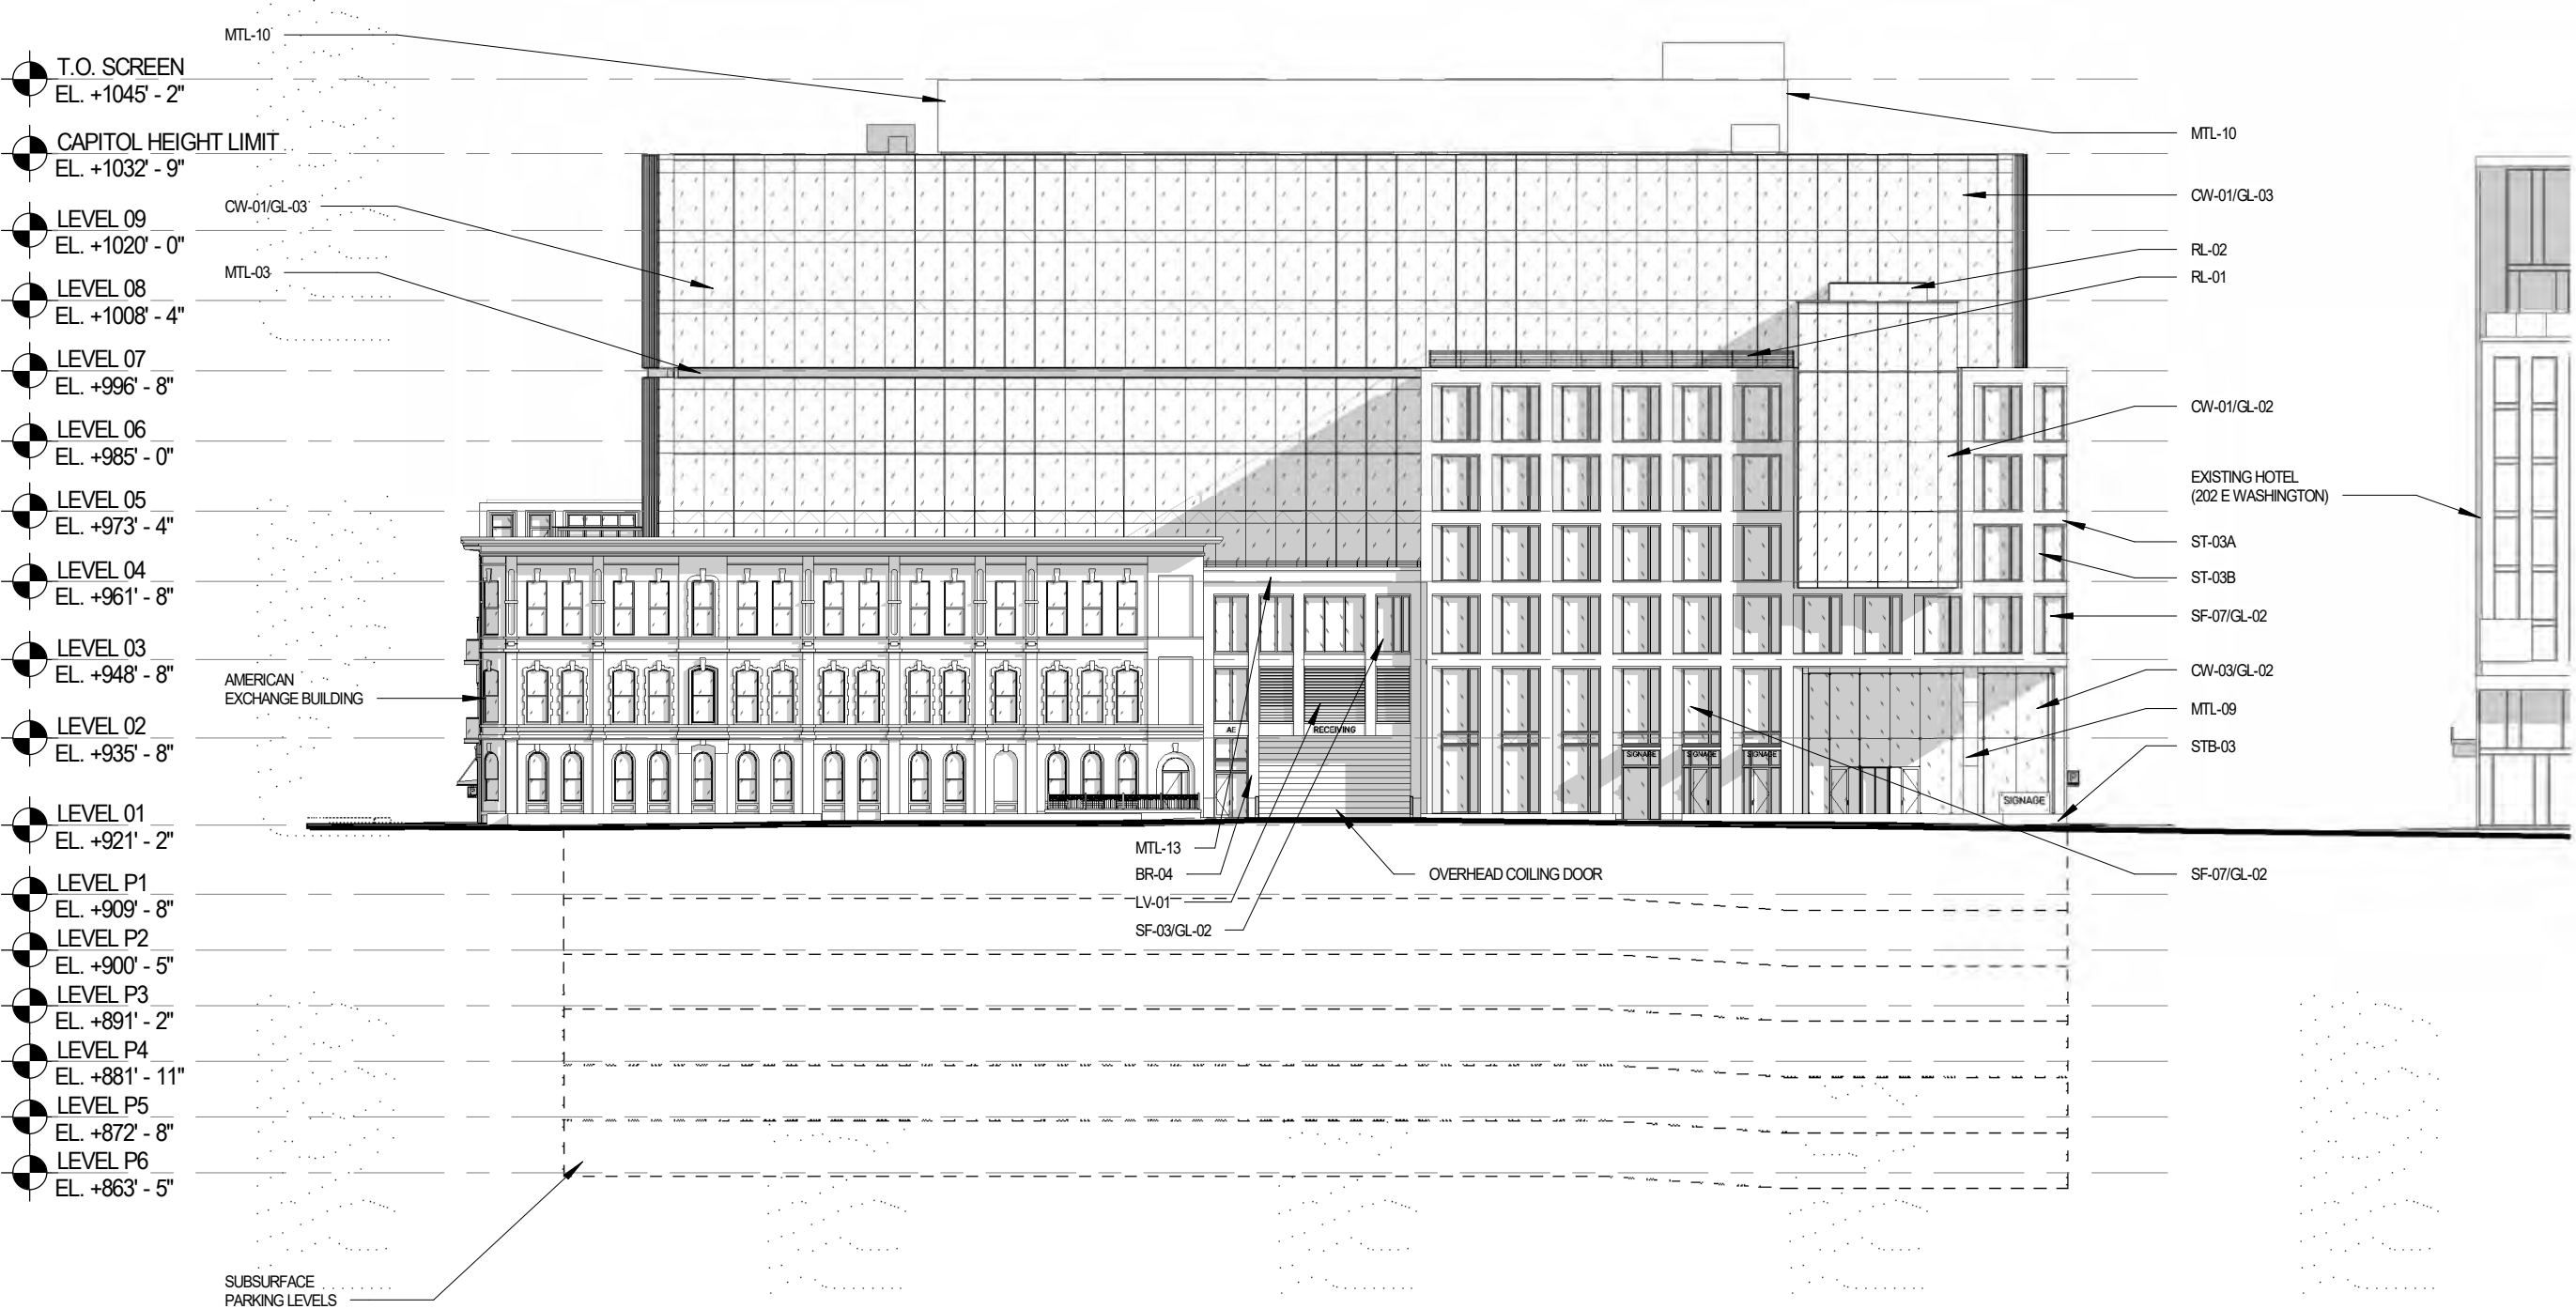 MTL-10
T.O. SCREEN
EL. +1045' - 2"
CAPITOL HEIGHT LIMIT
EL. +1032' - 9"
MTL-10
CW-01/GL-03
CW-01/GL-03
LEVEL 09
EL. +1020' - 0"
RL-02
MTL-03
RL-01
LEVEL 08
EL. +1008' - 4"
LEVEL 07
EL. +996' - 8"
CW-01/GL-02
LEVEL 06
EL. +985' - 0"
EXISTING HOTEL
(202 E WASHINGTON)
LEVEL 05
EL. +973' - 4"
ST-03A
LEVEL 04
EL. +961' - 8"
ST-03B
SF-07/GL-02
LEVEL 03
EL. +948' - 8"
CW-03/GL-02
AMERICAN
EXCHANGE BUILDING
MTL-09
LEVEL 02
EL. +935' - 8"
AE
RECEIVING
STB-03
SIGNAGE
SIGNAGE
SIGNAGE
SIGNAGE
LEVEL 01
EL. +921' - 2"
MTL-13
BR-04
OVERHEAD COILING DOOR
SF-07/GL-02
LEVEL P1
EL. +909' - 8"
LV-01
SF-03/GL-02
LEVEL P2
EL. +900' - 5"
LEVEL P3
EL. +891' - 2"
LEVEL P4
EL. +881' - 11"
LEVEL P5
EL. +872' - 8"
LEVEL P6
EL. +863' - 5"
SUBSURFACE
PARKING LEVELS